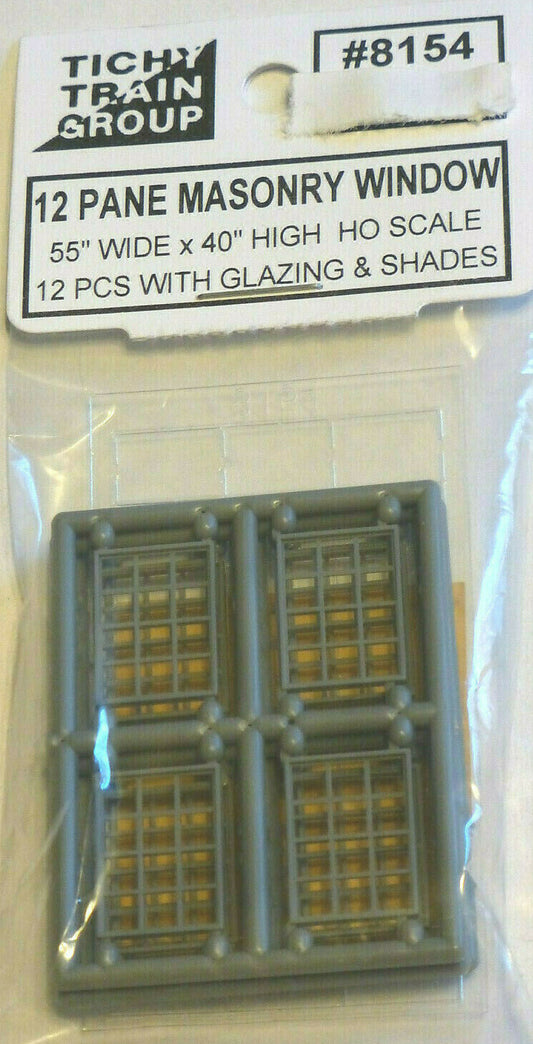 TICHY
TRAIN
GROUP
#8154
12 PANE MASONRY WINDOW
55" WIDE x 40" HIGH HO SCALE
12 PCS WITH GLAZING & SHADES